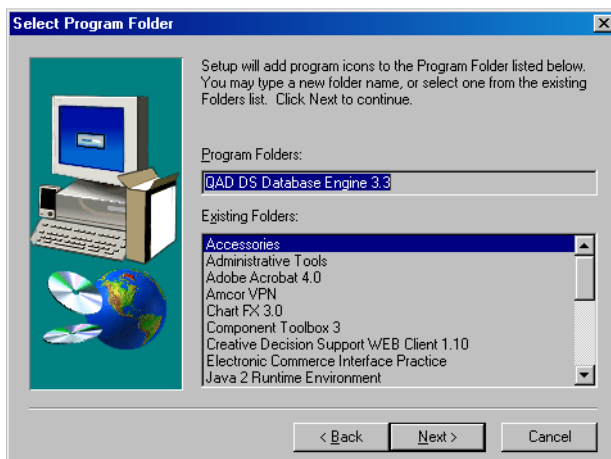 Select Program Folder
Setup will add program icons to the Program Folder listed below.
You may type a new folder name, or select one from the existing
Folders list. Click Next to continue.
Program Folders:
QAD DS Database Engine 3.3
Existing Folders:
Accessories
Administrative Tools
Adobe Acrobat 4.0
Amcor VPN
Chart FX 3.0
Component Toolbox 3
Creative Decision Support WEB Client 1.10
Electronic Commerce Interface Practice
Java 2 Runtime Environment
< Back
Next >
Cancel